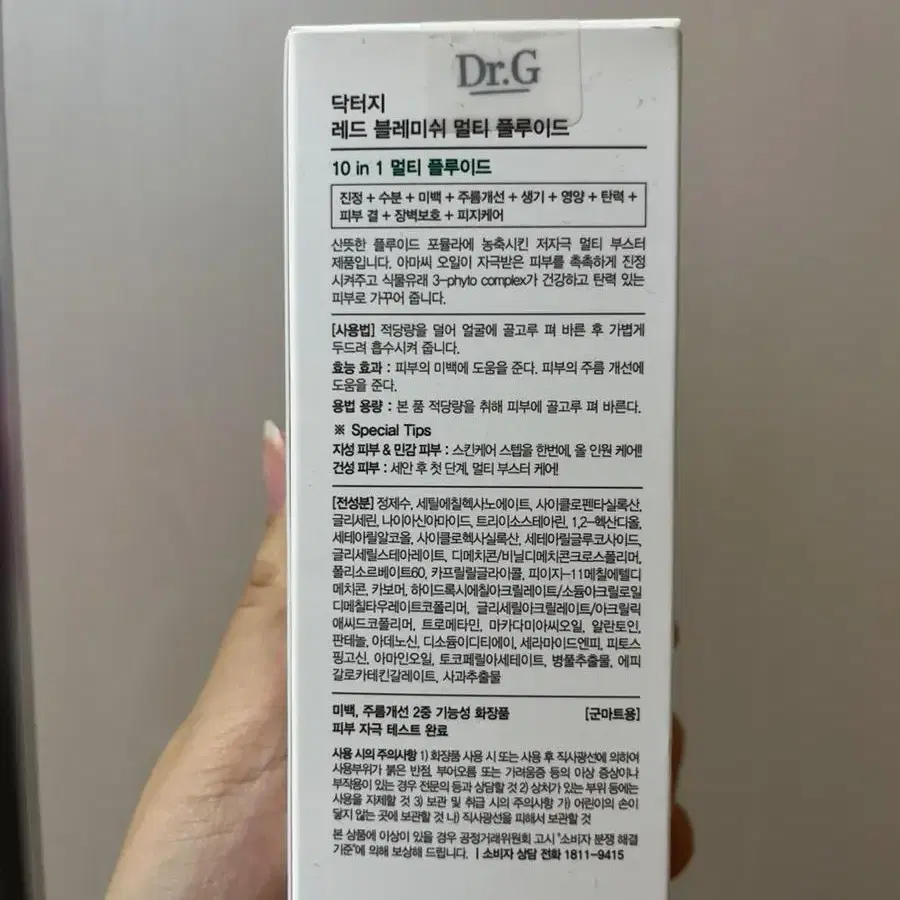 Dr.G
닥터지
레드 블레미쉬 멀티 플루이드
10 in 1 멀티 플루이드
진정 + 수분 + 미백 + 주름개선 + 생기 + 영양 + 탄력 +
피부 결 + 장벽보호 + 피지케어
산뜻한 플루이드 포뮬라에 농축시킨 저자극 멀티 부스터
제품입니다. 아마씨 오일이 자극받은 피부를 촉촉하게 진정
시켜주고 식물유래 3-phyto complex가 건강하고 탄력 있는
피부로 가꾸어 줍니다.
[사용법] 적당량을 덜어 얼굴에 골고루 펴 바른 후 가볍게
두드려 흡수시켜 줍니다.
효능 효과 : 피부의 미백에 도움을 준다. 피부의 주름 개선에
도움을 준다.
용법 용량 : 본 품 적당량을 취해 피부에 골고루 펴 바른다.
※ Special Tips
지성 피부 & 민감 피부 : 스킨케어 스텝을 한번에, 올 인원 케어!
건성 피부 : 세안 후 첫 단계, 멀티 부스터 케어!
[전성분] 정제수, 세틸에칠헥사노에이트, 사이클로펜타실록산,
글리세린, 나이아신아마이드, 트리이소스테아린, 1,2-헥산디올,
세테아릴알코올, 사이클로헥사실록산, 세테아릴글루코사이드,
글리세릴스테아레이트, 디메치콘/비닐디메치콘크로스폴리머,
폴리소르베이트60, 카프릴릴글라이콜, 피이지-11메칠에텔디
메치콘, 카보머, 하이드록시에칠아크릴레이트/소듐아크릴로일
디메칠타우레이트코폴리머, 글리세릴아크릴레이트/아크릴릭
애씨드코폴리머, 트로메타민, 마카다미아씨오일, 알란토인,
판테놀, 아데노신, 디소듐이디티에이, 세라마이드엔피, 피토스
핑고신, 아마인오일, 토코페릴아세테이트, 병풀추출물, 에피
갈로카테킨갈레이트, 사과추출물
미백, 주름개선 2중 기능성 화장품 [군마트용]
피부 자극 테스트 완료
사용 시의 주의사항 1) 화장품 사용 시 또는 사용 후 직사광선에 의하여
사용부위가 붉은 반점, 부어오름 또는 가려움증 등의 이상 증상이나
부작용이 있는 경우 전문의 등과 상담할 것 2) 상처가 있는 부위 등에는
사용을 자제할 것 3) 보관 및 취급 시의 주의사항 가) 어린이의 손이
닿지 않는 곳에 보관할 것 나) 직사광선을 피해서 보관할 것
본 상품에 이상이 있을 경우 공정거래위원회 고시 "소비자 분쟁 해결
기준"에 의해 보상해 드립니다. | 소비자 상담 전화 1811-9415